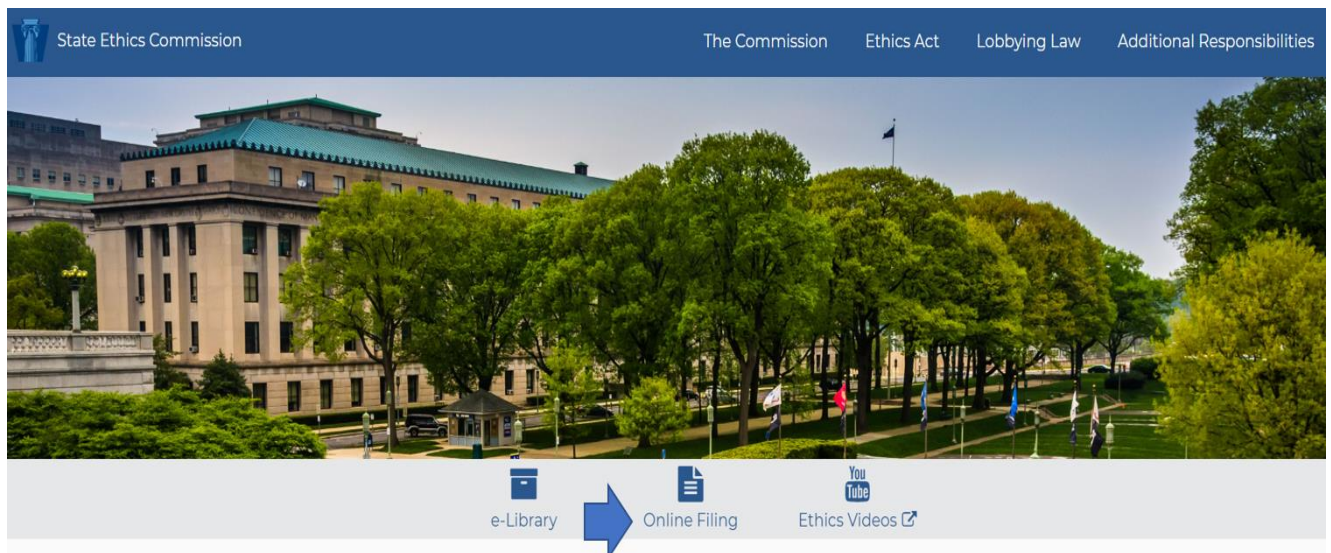 State Ethics Commission
The Commission Ethics Act Lobbying Law Additional Responsibilities
You
Tube
e-Library Online Filing Ethics Videos